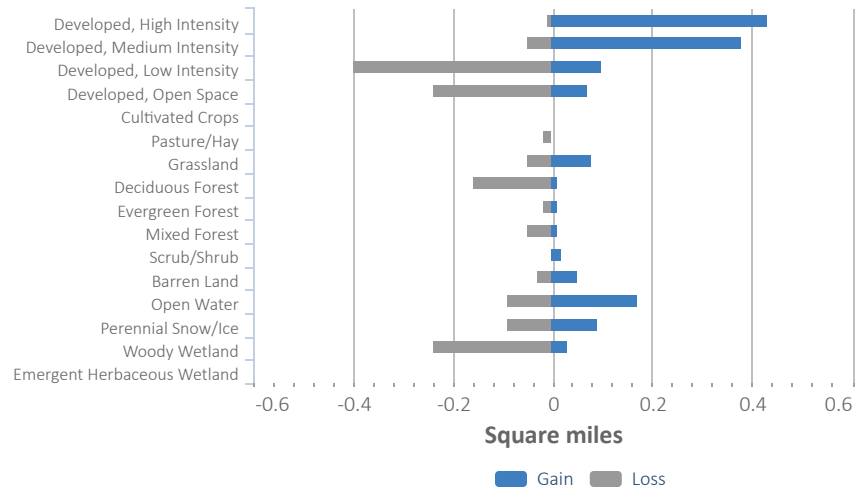 Developed, High Intensity
Developed, Medium Intensity
Developed, Low Intensity
Developed, Open Space
Cultivated Crops
Pasture/Hay
Grassland
Deciduous Forest
Evergreen Forest
Mixed Forest
Scrub/Shrub
Barren Land
Open Water
Perennial Snow/Ice
Woody Wetland
Emergent Herbaceous Wetland
-0.6 -0.4 -0.2 0 0.2 0.4 0.6
Square miles
Gain Loss